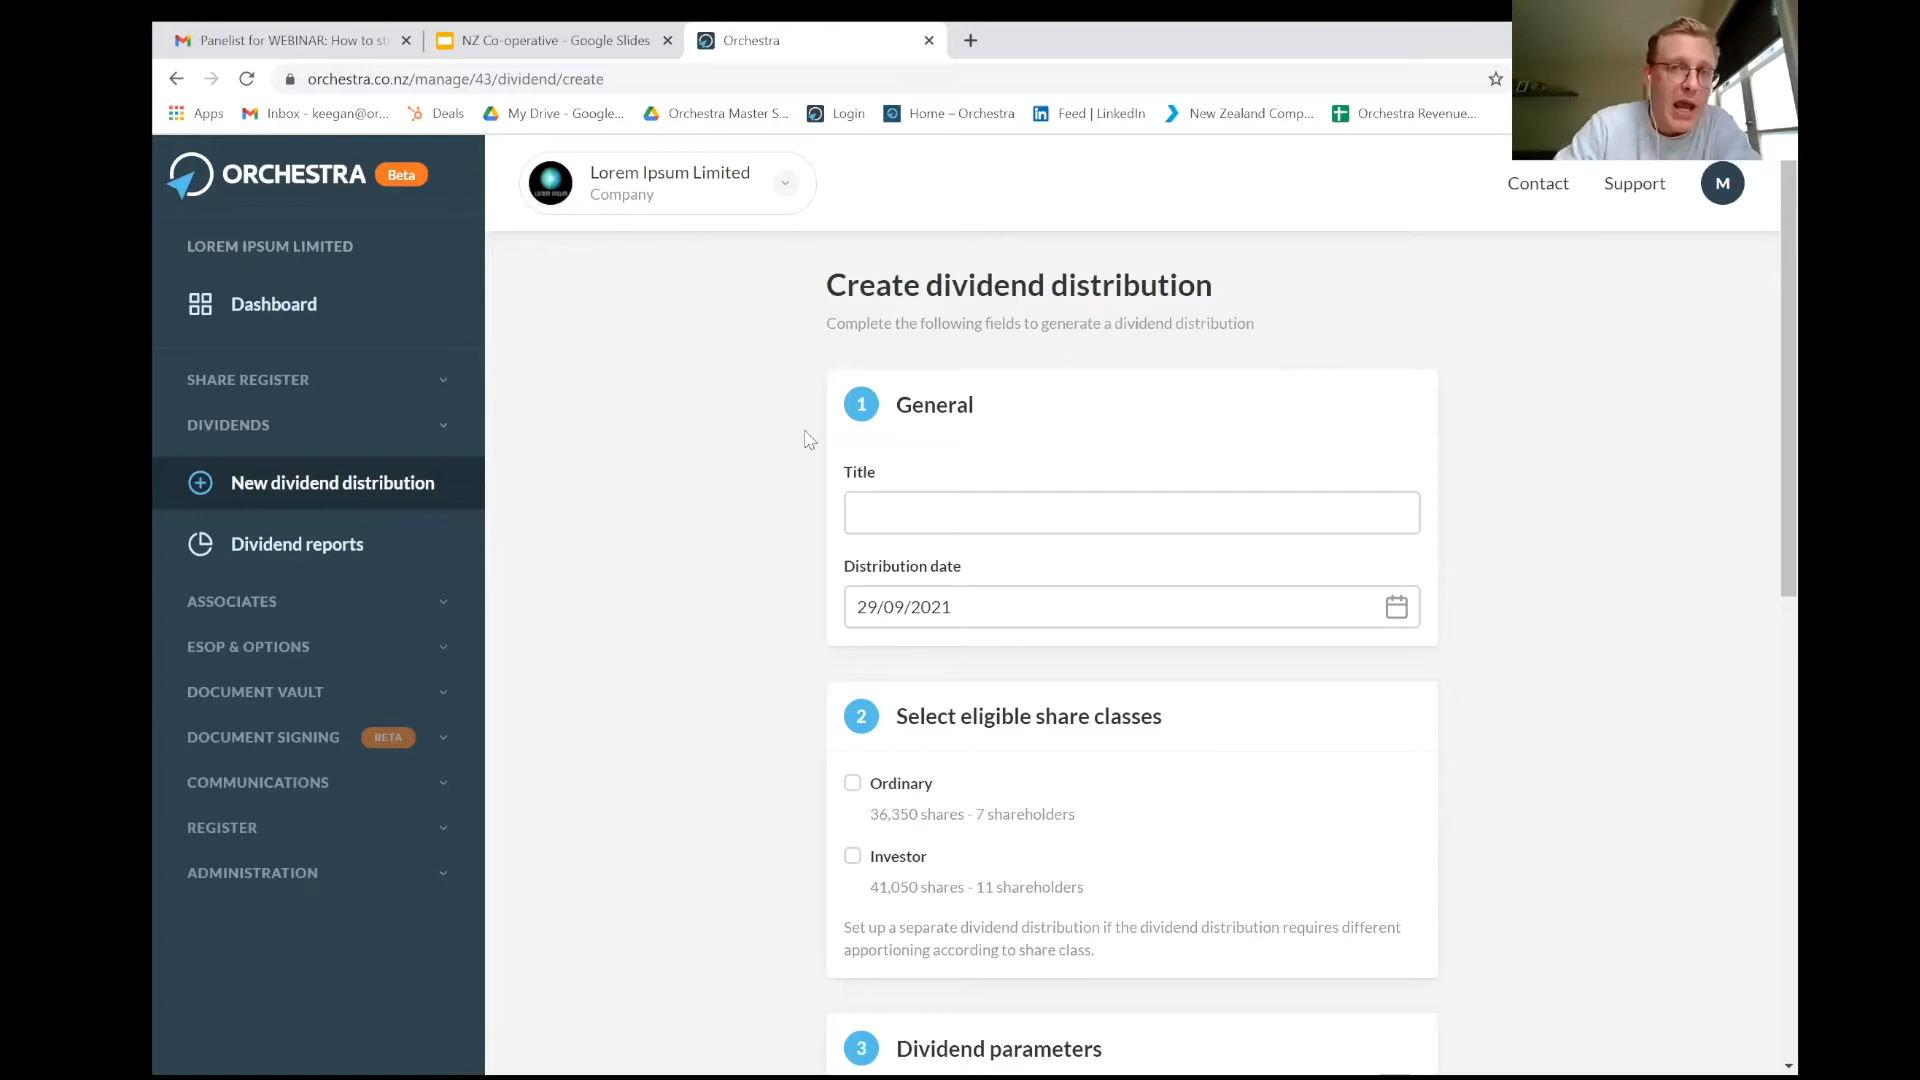 Panelist for WEBINAR: How to st
NZ Co-operative - Google Slides
Orchestra
orchestra.co.nz/manage/43/dividend/create
Apps
Inbox - keegan@or...
Deals
My Drive - Google...
Orchestra Master S...
Login
Home – Orchestra
Feed | LinkedIn
New Zealand Comp...
Orchestra Revenue...
ORCHESTRA Beta
Lorem Ipsum Limited
Company
Contact
Support
M
LOREM IPSUM LIMITED
Dashboard
SHARE REGISTER
DIVIDENDS
New dividend distribution
Dividend reports
ASSOCIATES
ESOP & OPTIONS
DOCUMENT VAULT
DOCUMENT SIGNING BETA
COMMUNICATIONS
REGISTER
ADMINISTRATION
Create dividend distribution
Complete the following fields to generate a dividend distribution
1 General
Title
Distribution date
29/09/2021
2 Select eligible share classes
Ordinary
36,350 shares - 7 shareholders
Investor
41,050 shares - 11 shareholders
Set up a separate dividend distribution if the dividend distribution requires different
apportioning according to share class.
3 Dividend parameters